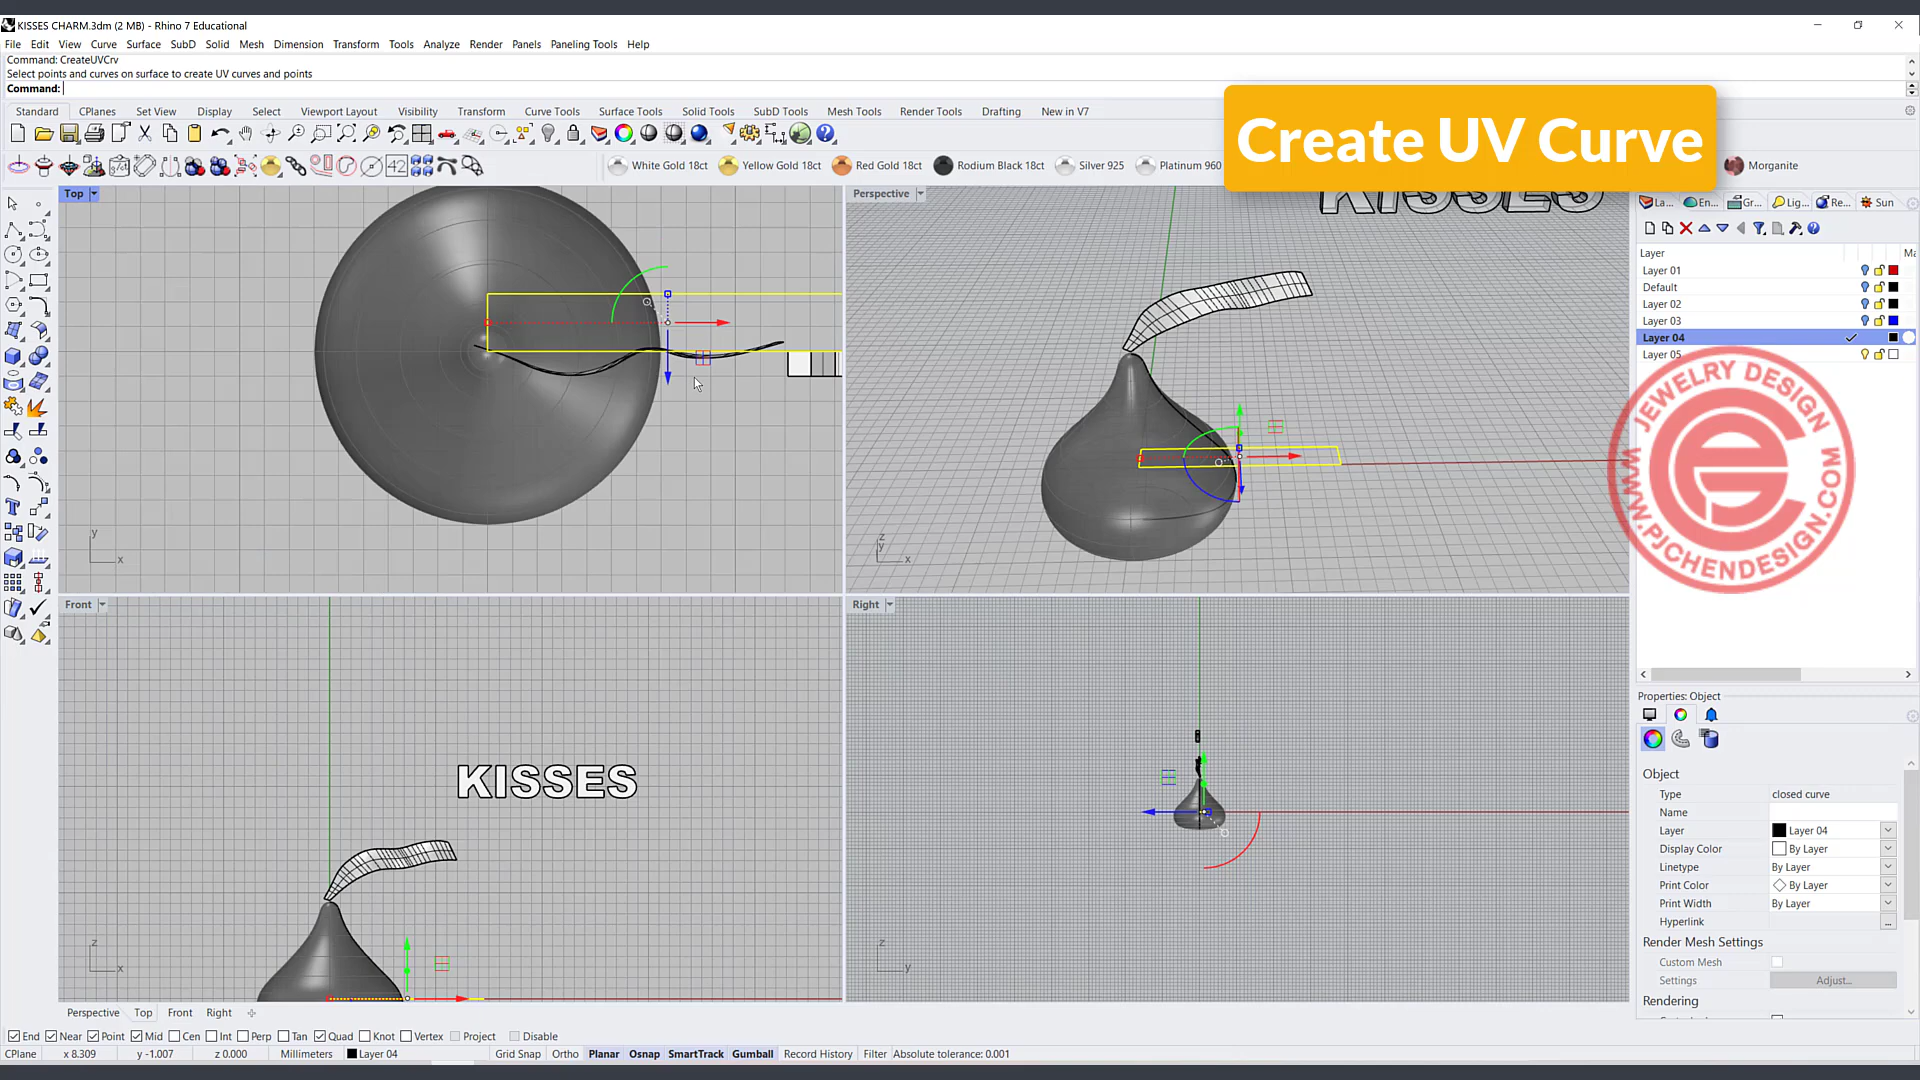 KISSES CHARM.3dm (2 MB) - Rhino 7 Educational
File Edit View Curve Surface SubD Solid Mesh Dimension Transform Tools Analyze Render Panels Paneling Tools Help
Command: CreateUVCrv
Select points and curves on surface to create UV curves and points
Command:
Standard CPlanes Set View Display Select Viewport Layout Visibility Transform Curve Tools Surface Tools Solid Tools SubD Tools Mesh Tools Render Tools Drafting New in V7
Create UV Curve
42 White Gold 18ct Yellow Gold 18ct Red Gold 18ct Rodium Black 18ct Silver 925 Platinum 960 Morganite
Top
Perspective
KISSES
La... En... Gr... Lig... Re... Sun
Layer Ma
Layer 01
Default
Layer 02
Layer 03
Layer 04
Layer 05
JEWELRY DESIGN
WWW.PJCHENDESIGN.COM
y
x
z
y
x
Front
Right
KISSES
z
x
z
y
Properties: Object
Object
Type closed curve
Name
Layer Layer 04
Display Color By Layer
Linetype By Layer
Print Color By Layer
Print Width By Layer
Hyperlink ...
Render Mesh Settings
Custom Mesh
Settings Adjust...
Rendering
Perspective Top Front Right
End Near Point Mid Cen Int Perp Tan Quad Knot Vertex Project Disable
CPlane x 8.309 y -1.007 z 0.000 Millimeters Layer 04 Grid Snap Ortho Planar Osnap SmartTrack Gumball Record History Filter Absolute tolerance: 0.001